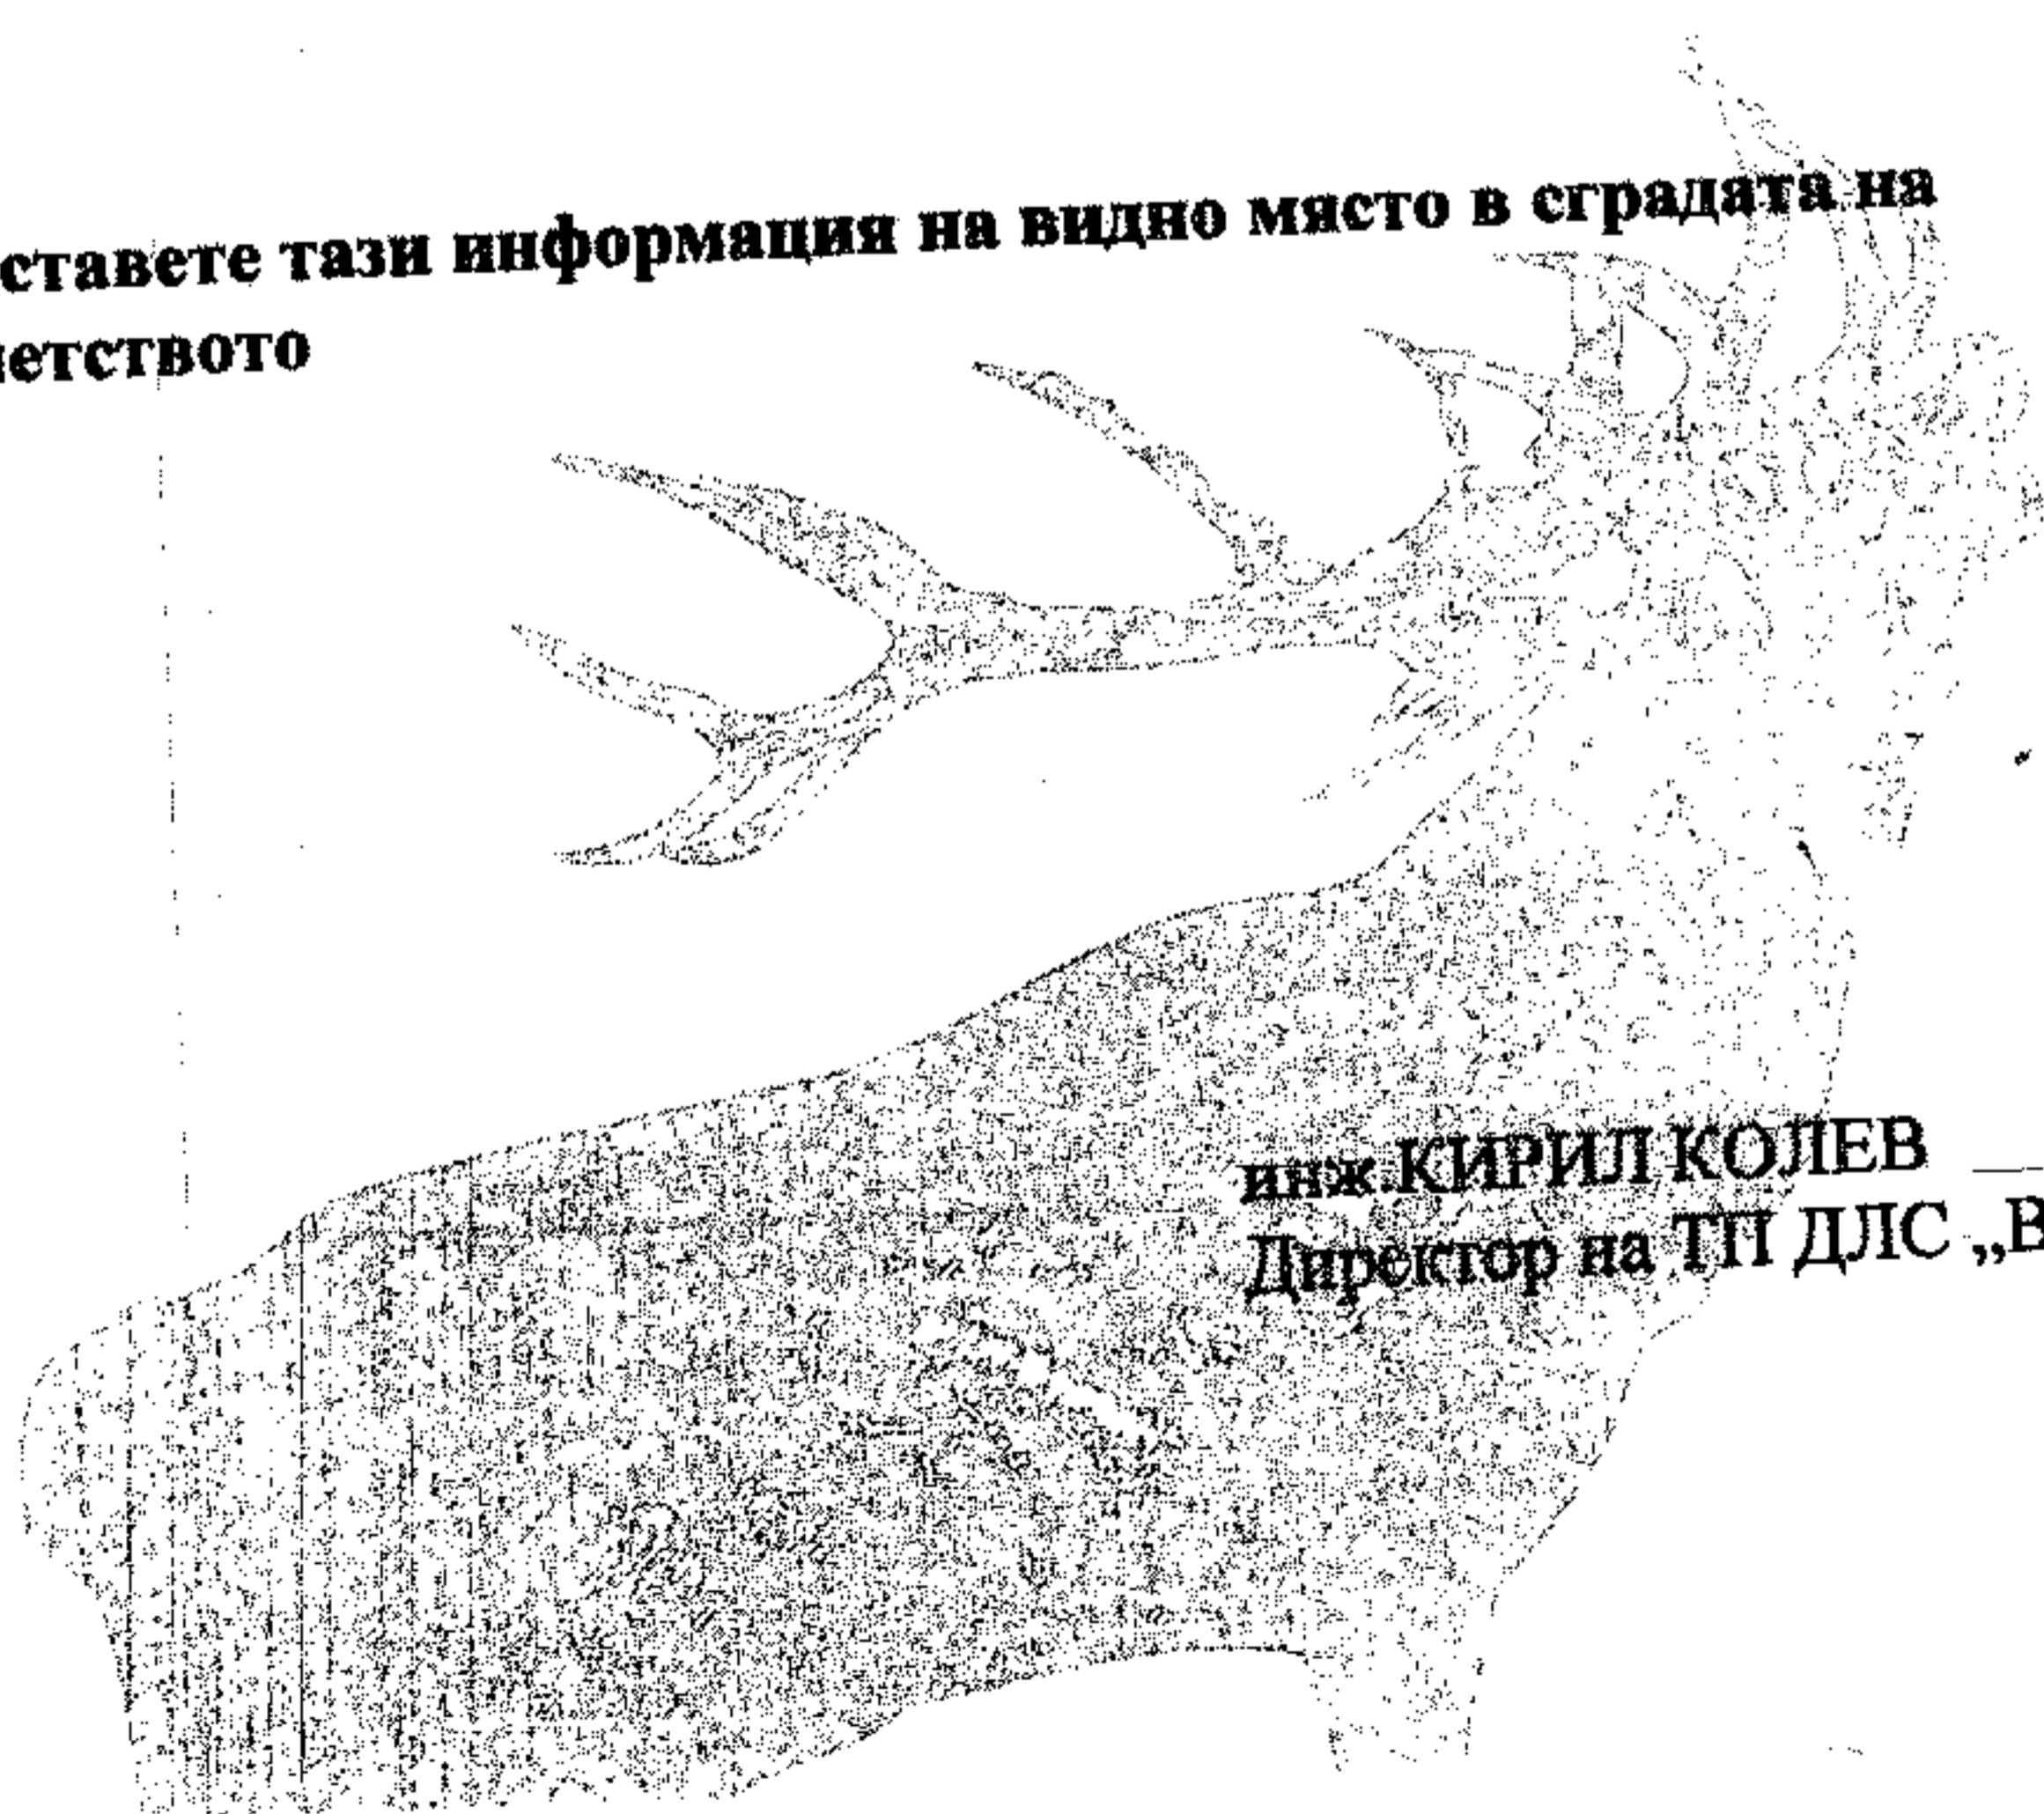 ставете тази информация на видно място в сградата на
етството
инж.КИРИЛ КОЛЕВ
Директор на ТП ДЛС „В